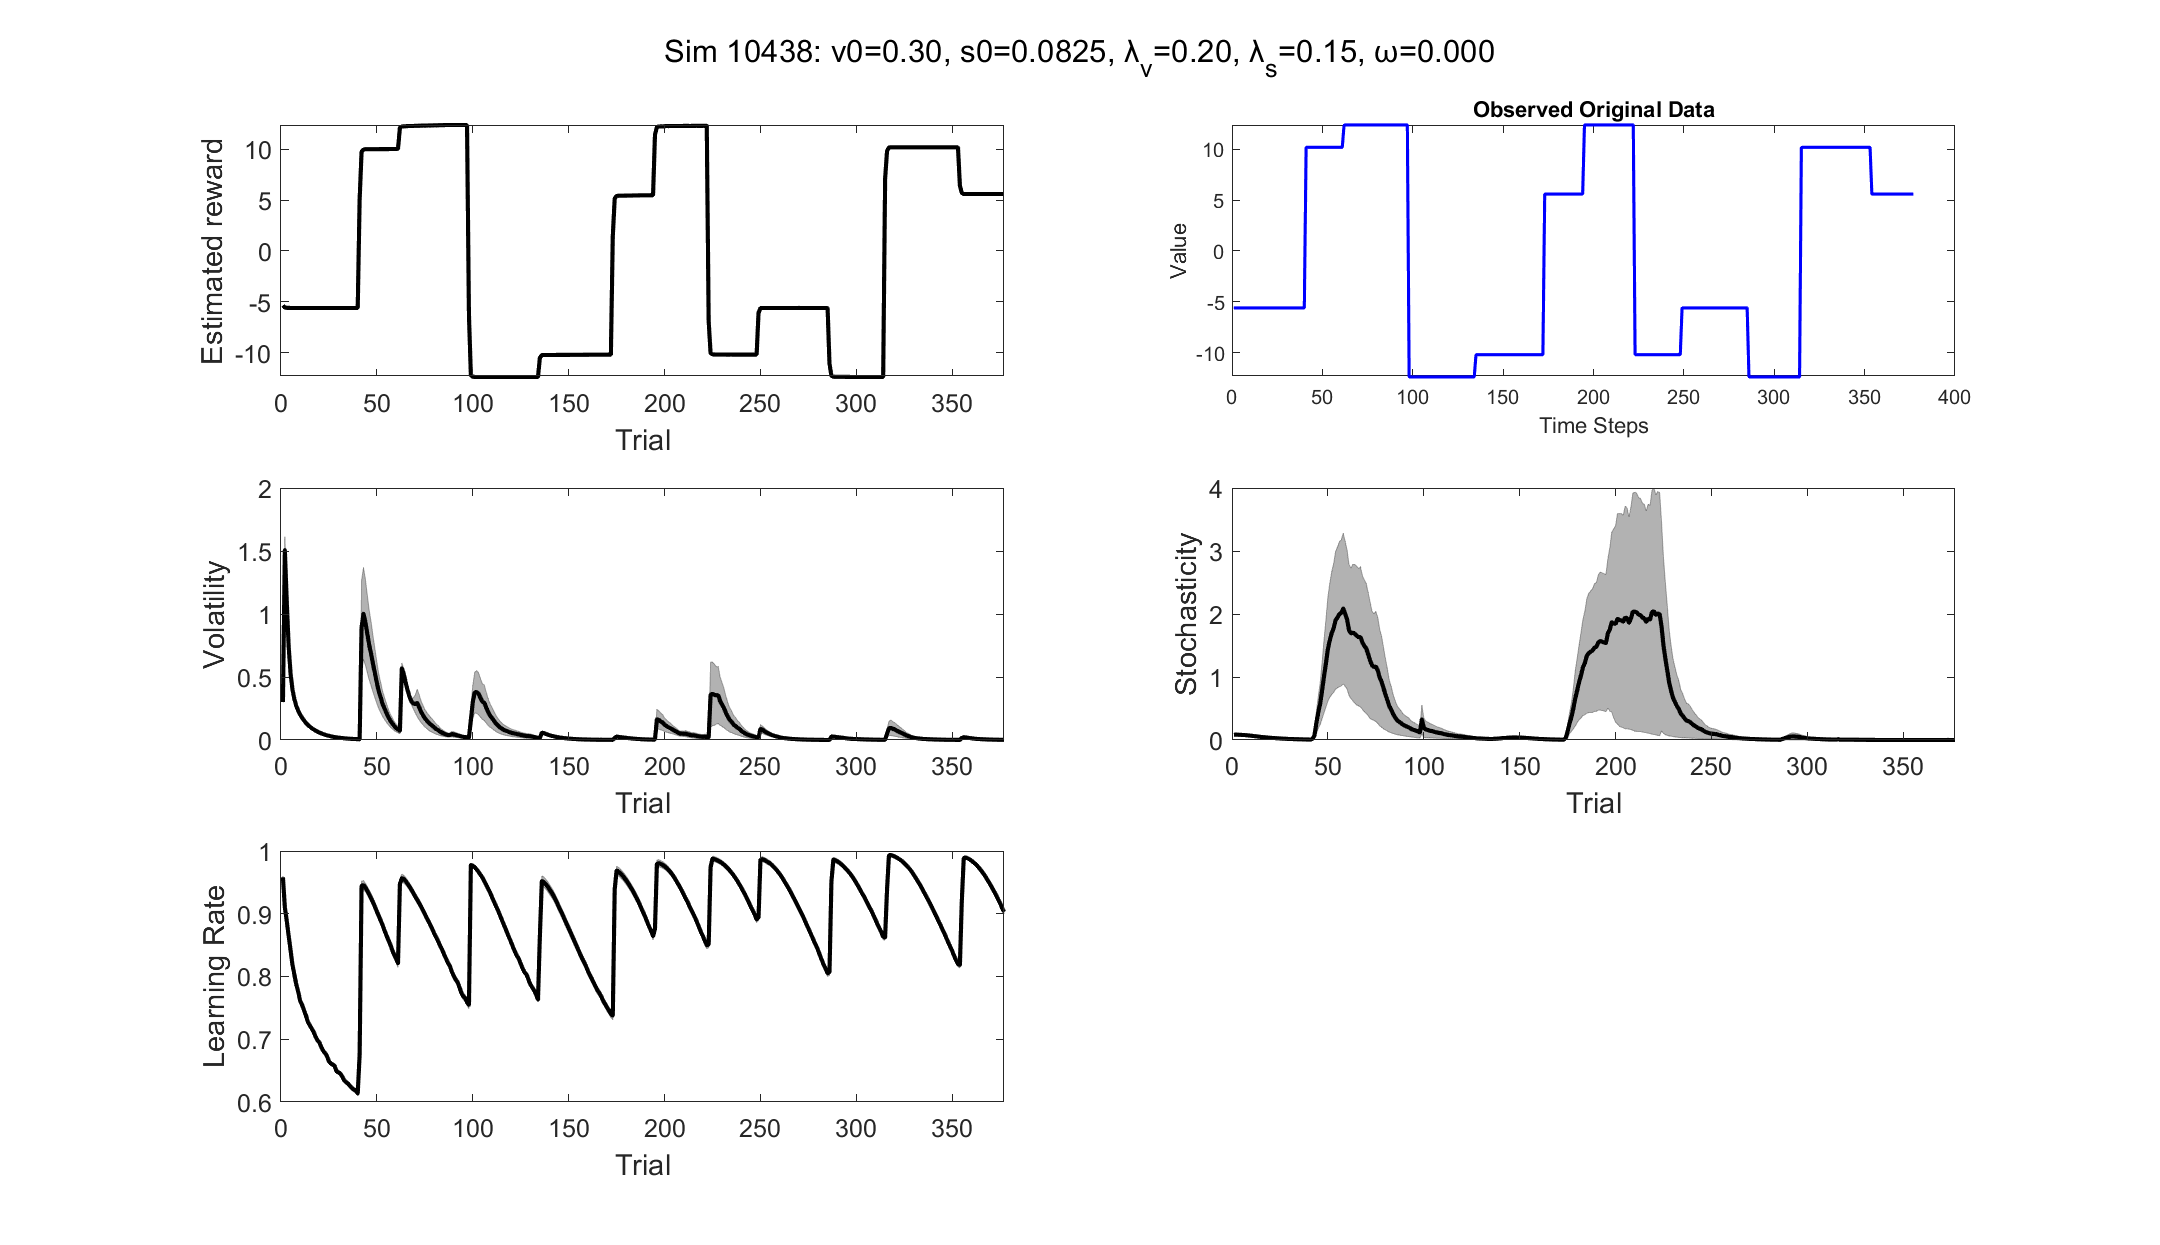 Sim 10438: v0=0.30, s0=0.0825, λ_v=0.20, λ_s=0.15, ω=0.000
Estimated reward
10
5
0
-5
-10
0 50 100 150 200 250 300 350
Trial
Observed Original Data
Value
10
5
0
-5
-10
0 50 100 150 200 250 300 350 400
Time Steps
Volatility
2
1.5
1
0.5
0
0 50 100 150 200 250 300 350
Trial
Stochasticity
4
3
2
1
0
0 50 100 150 200 250 300 350
Trial
Learning Rate
1
0.9
0.8
0.7
0.6
0 50 100 150 200 250 300 350
Trial